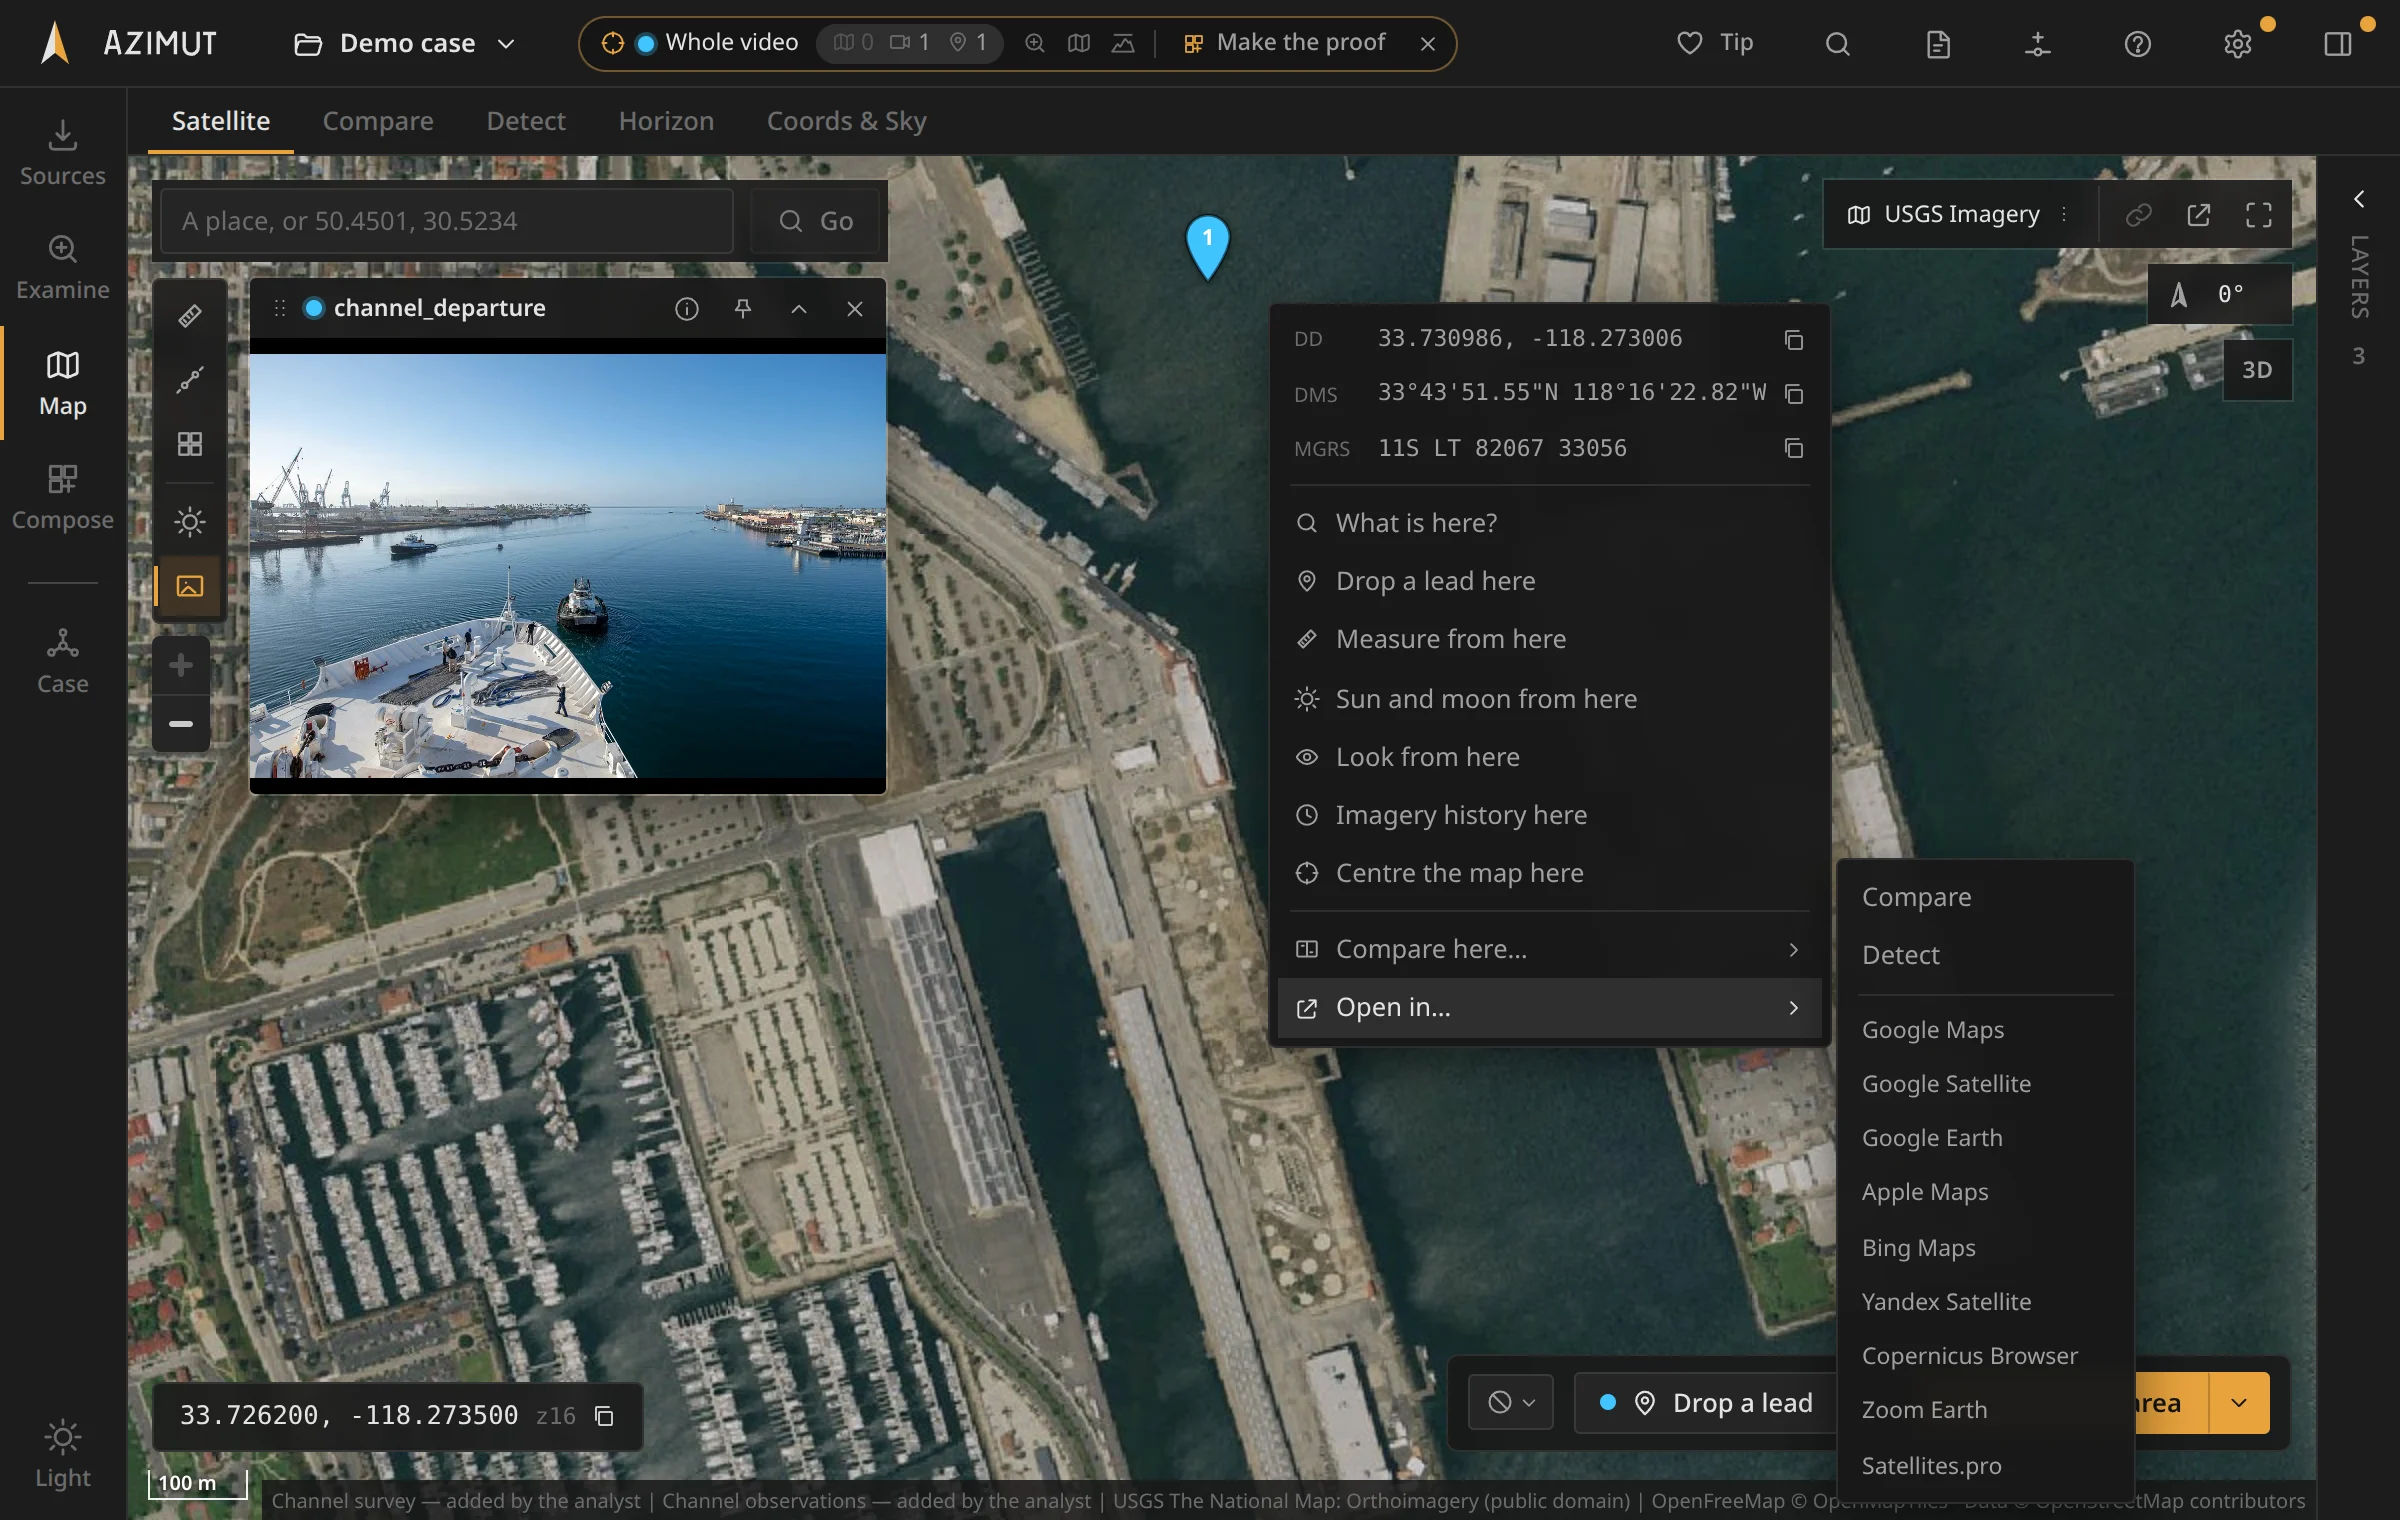 AZIMUT
Demo case
Whole video
0
1
1
Make the proof
Tip
Sources
Examine
Map
Compose
Case
Light
Satellite
Compare
Detect
Horizon
Coords & Sky
A place, or 50.4501, 30.5234
Go
channel_departure
1
USGS Imagery
0°
3D
LAYERS
3
DD 33.730986, -118.273006
DMS 33°43'51.55"N 118°16'22.82"W
MGRS 11S LT 82067 33056
What is here?
Drop a lead here
Measure from here
Sun and moon from here
Look from here
Imagery history here
Centre the map here
Compare here...
Open in...
Compare
Detect
Google Maps
Google Satellite
Google Earth
Apple Maps
Bing Maps
Yandex Satellite
Copernicus Browser
Zoom Earth
Satellites.pro
Drop a lead
area
33.726200, -118.273500 z16
100 m
Channel survey — added by the analyst | Channel observations — added by the analyst | USGS The National Map: Orthoimagery (public domain) | OpenFreeMap © OpenMapTiles Data © OpenStreetMap contributors